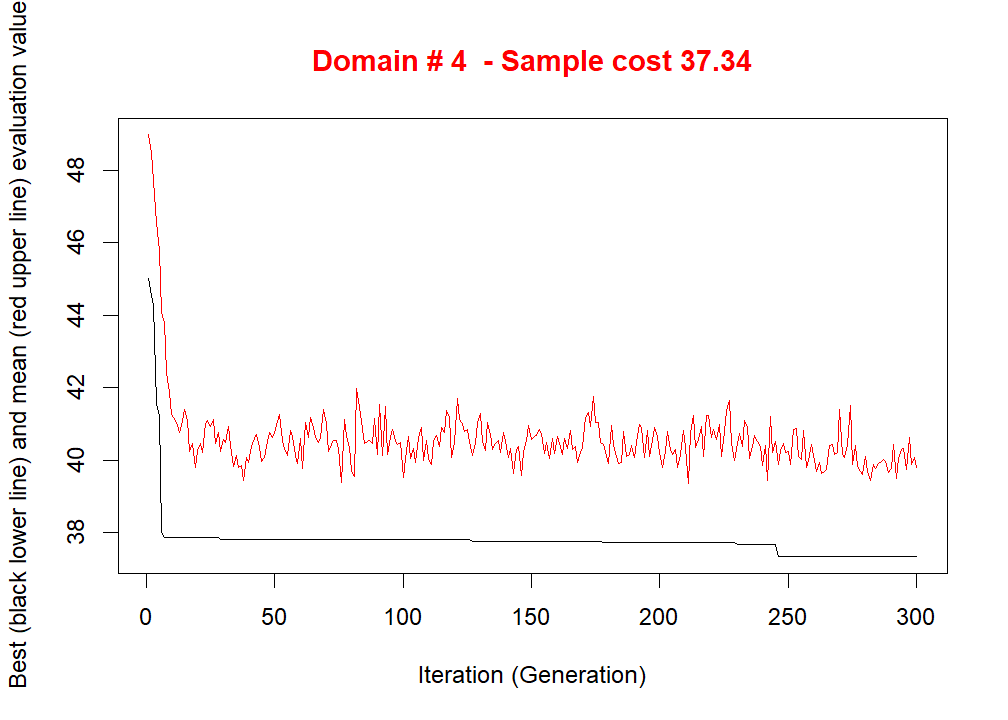 Domain # 4  - Sample cost 37.34
Best (black lower line) and mean (red upper line) evaluation value
48
46
44
42
40
38
0 50 100 150 200 250 300
Iteration (Generation)